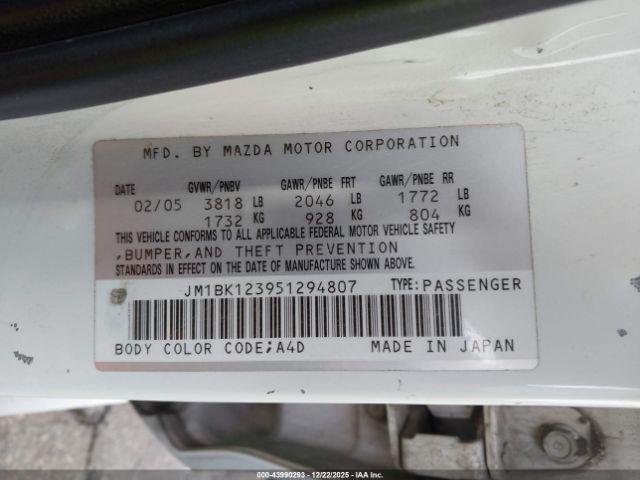 MFD. BY MAZDA MOTOR CORPORATION
DATE GVWR/PNBV GAWR/PNBE FRT GAWR/PNBE RR
02/05 3818 LB 2046 LB 1772 LB
1732 KG 928 KG 804 KG
THIS VEHICLE CONFORMS TO ALL APPLICABLE FEDERAL MOTOR VEHICLE SAFETY
,BUMPER,AND THEFT PREVENTION
STANDARDS IN EFFECT ON THE DATE OF MANUFACTURE SHOWN ABOVE.
JM1BK123951294807 TYPE:PASSENGER
BODY COLOR CODE;A4D MADE IN JAPAN
000-43990293 - 12/22/2025 - IAA Inc.